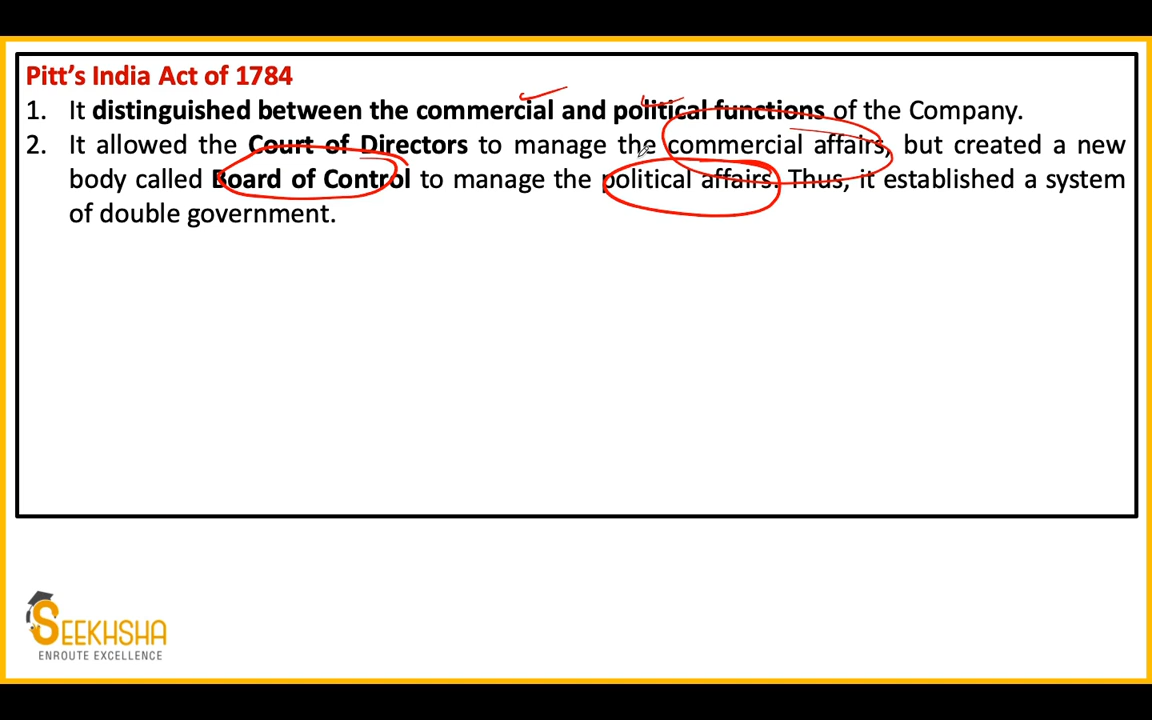 Pitt's India Act of 1784
1. It distinguished between the commercial and political functions of the Company.
2. It allowed the Court of Directors to manage the commercial affairs, but created a new
body called Board of Control to manage the political affairs. Thus, it established a system
of double government.
SEEKHSHA
ENROUTE EXCELLENCE